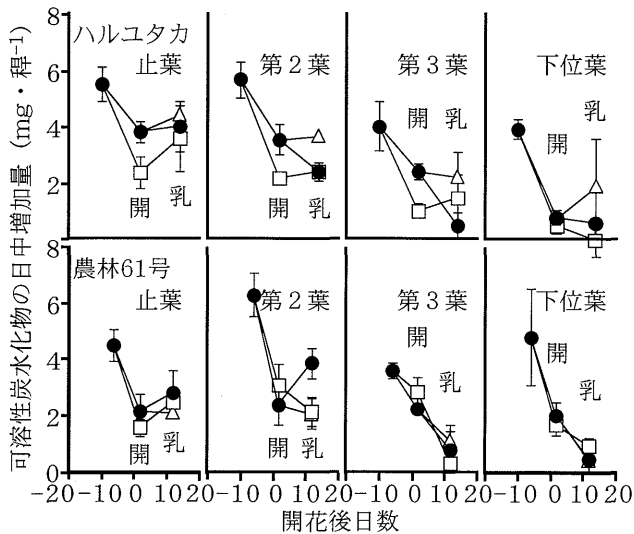 可溶性炭水化物の日中増加量(mg・稈⁻¹)
8
6
4
2
ハルユタカ
止葉
開
乳
第2葉
開
乳
第3葉
開
乳
下位葉
開
乳
8
6
4
2
0
農林61号
止葉
開
乳
第2葉
開
乳
第3葉
開
乳
下位葉
開
乳
-20 -10 0 10 20 -10 0 10 20 -10 0 10 20 -10 0 10 20
開花後日数